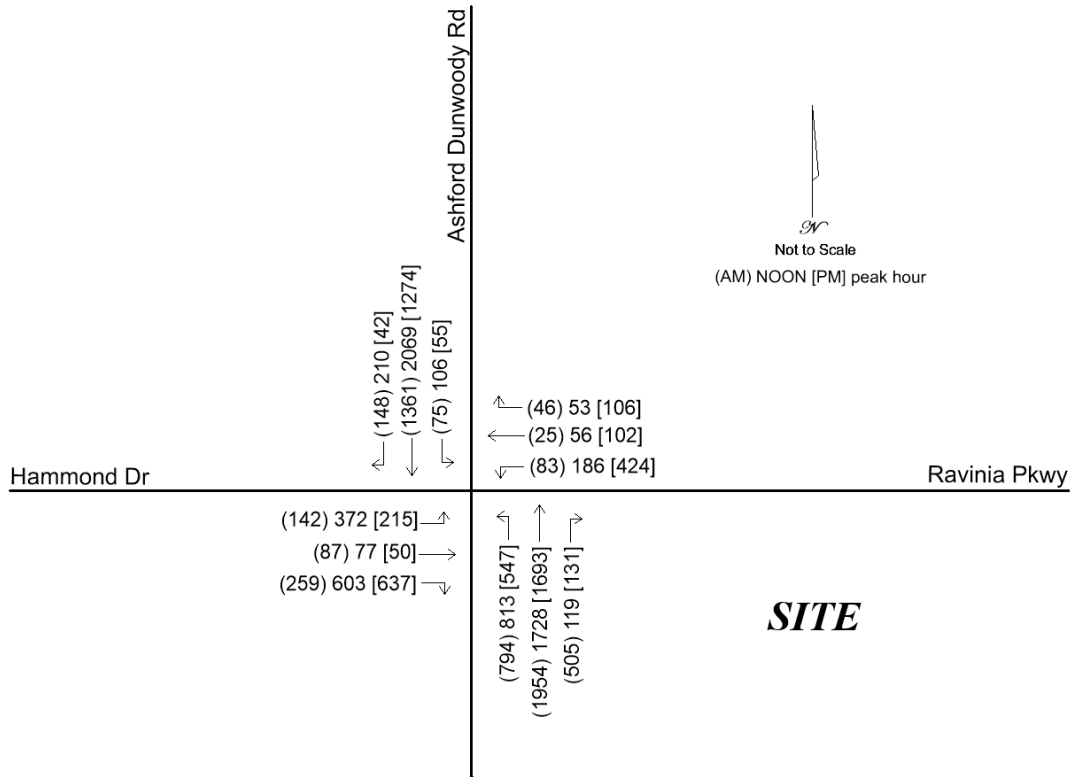 Ashford Dunwoody Rd
N
Not to Scale
(AM) NOON [PM] peak hour
(148) 210 [42]
(1361) 2069 [1274]
(75) 106 [55]
(46) 53 [106]
(25) 56 [102]
(83) 186 [424]
Hammond Dr
Ravinia Pkwy
(142) 372 [215]
(87) 77 [50]
(259) 603 [637]
(794) 813 [547]
(1954) 1728 [1693]
(505) 119 [131]
SITE